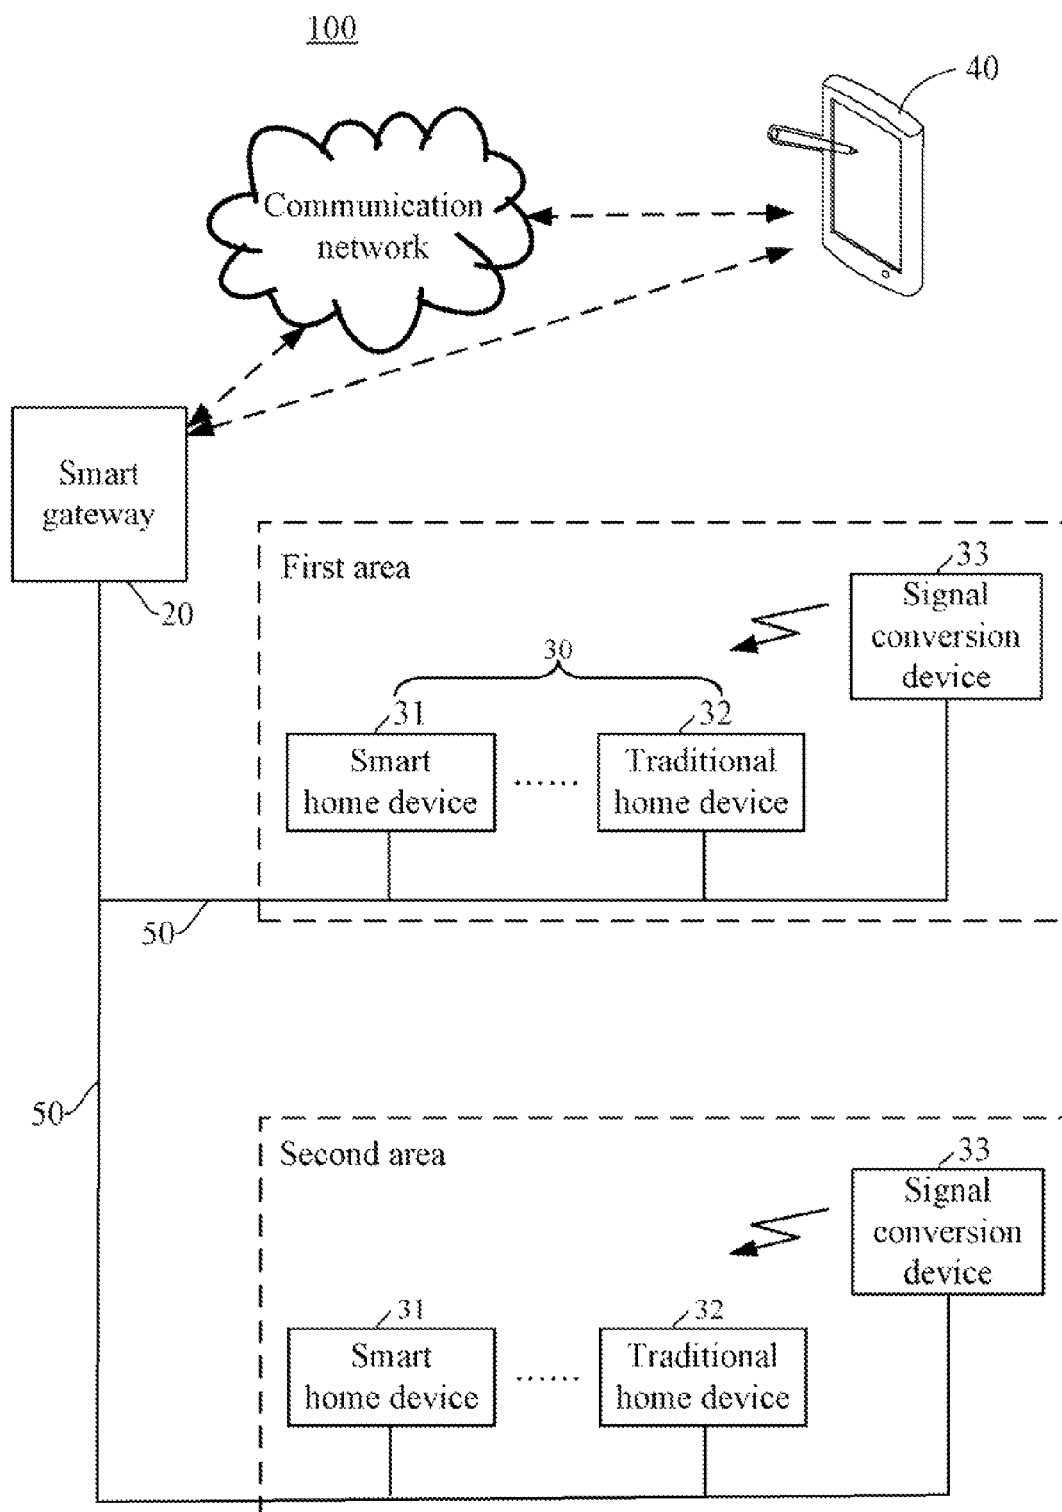 100
40
Communication
network
Smart
gateway
20
First area
33
Signal
conversion
device
30
31
32
Smart
home device
......
Traditional
home device
50
50
Second area
33
Signal
conversion
device
31
32
Smart
home device
......
Traditional
home device